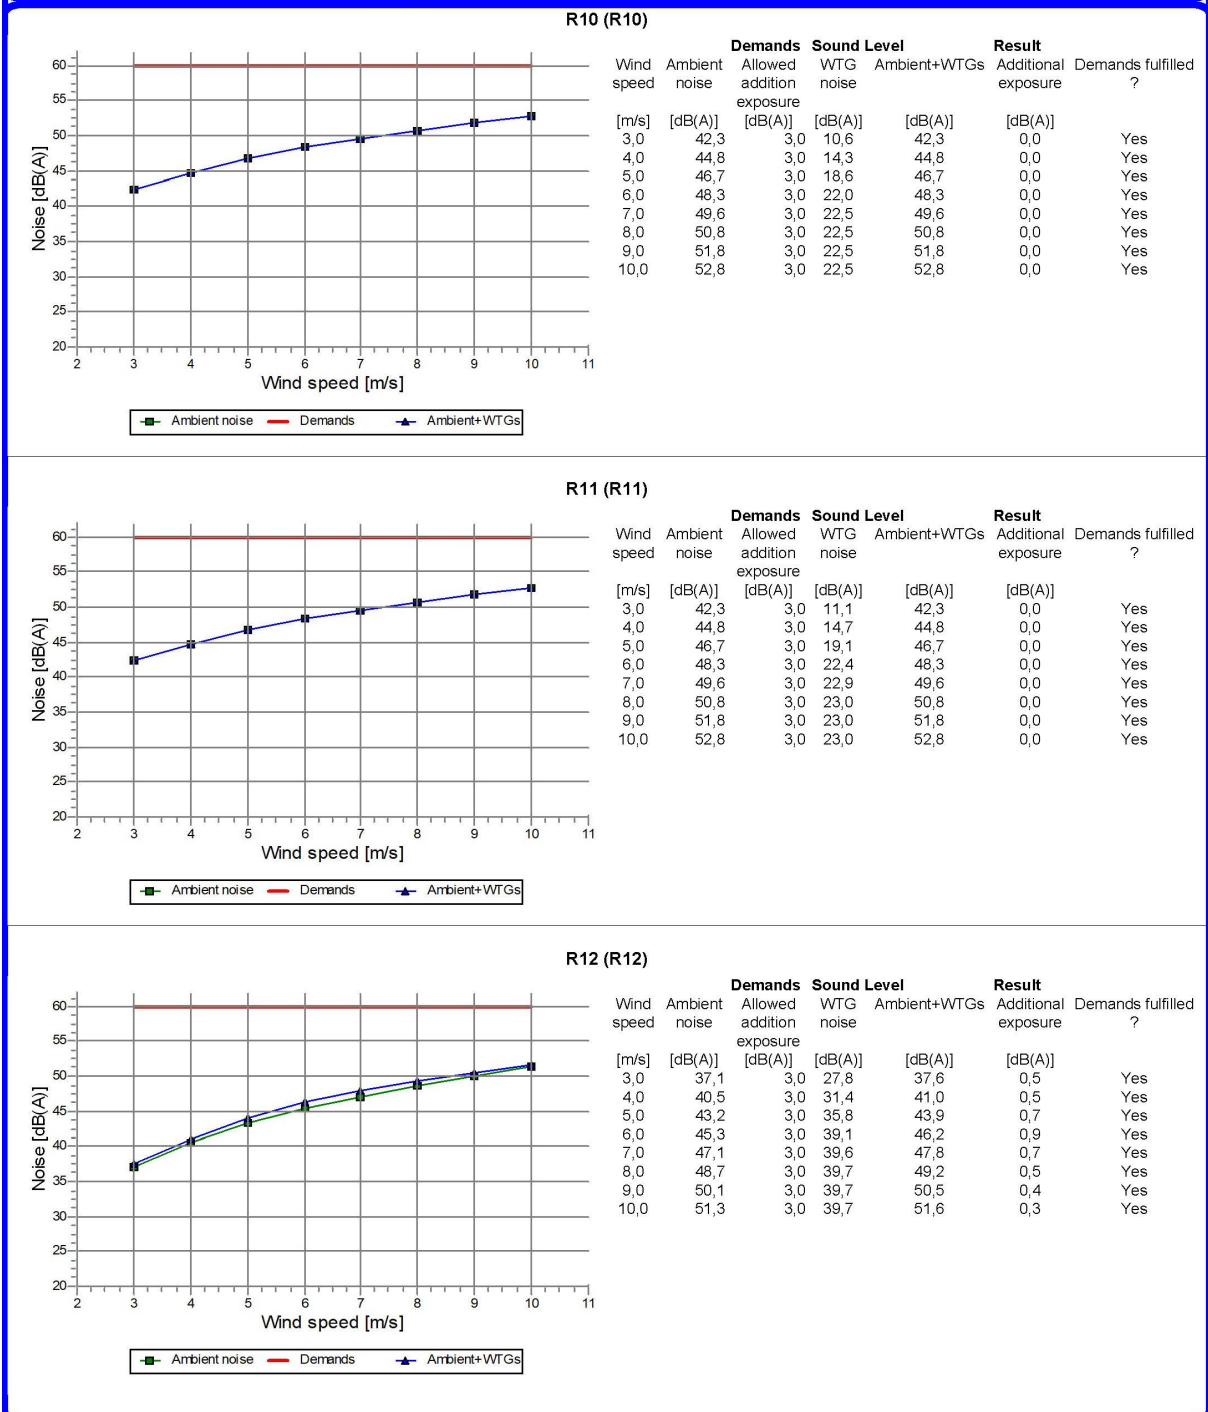 R10 (R10)
Noise [dB(A)]
60
55
50
45
40
35
30
25
20
2 3 4 5 6 7 8 9 10 11
Wind speed [m/s]
Ambient noise Demands Ambient+WTGs
Demands Sound Level Result
Wind Ambient Allowed WTG Ambient+WTGs Additional Demands fulfilled
speed noise addition noise exposure ?
exposure
[m/s] [dB(A)] [dB(A)] [dB(A)] [dB(A)] [dB(A)]
3,0 42,3 3,0 10,6 42,3 0,0 Yes
4,0 44,8 3,0 14,3 44,8 0,0 Yes
5,0 46,7 3,0 18,6 46,7 0,0 Yes
6,0 48,3 3,0 22,0 48,3 0,0 Yes
7,0 49,6 3,0 22,5 49,6 0,0 Yes
8,0 50,8 3,0 22,5 50,8 0,0 Yes
9,0 51,8 3,0 22,5 51,8 0,0 Yes
10,0 52,8 3,0 22,5 52,8 0,0 Yes
R11 (R11)
Noise [dB(A)]
60
55
50
45
40
35
30
25
20
2 3 4 5 6 7 8 9 10 11
Wind speed [m/s]
Ambient noise Demands Ambient+WTGs
Demands Sound Level Result
Wind Ambient Allowed WTG Ambient+WTGs Additional Demands fulfilled
speed noise addition noise exposure ?
exposure
[m/s] [dB(A)] [dB(A)] [dB(A)] [dB(A)] [dB(A)]
3,0 42,3 3,0 11,1 42,3 0,0 Yes
4,0 44,8 3,0 14,7 44,8 0,0 Yes
5,0 46,7 3,0 19,1 46,7 0,0 Yes
6,0 48,3 3,0 22,4 48,3 0,0 Yes
7,0 49,6 3,0 22,9 49,6 0,0 Yes
8,0 50,8 3,0 23,0 50,8 0,0 Yes
9,0 51,8 3,0 23,0 51,8 0,0 Yes
10,0 52,8 3,0 23,0 52,8 0,0 Yes
R12 (R12)
Noise [dB(A)]
60
55
50
45
40
35
30
25
20
2 3 4 5 6 7 8 9 10 11
Wind speed [m/s]
Ambient noise Demands Ambient+WTGs
Demands Sound Level Result
Wind Ambient Allowed WTG Ambient+WTGs Additional Demands fulfilled
speed noise addition noise exposure ?
exposure
[m/s] [dB(A)] [dB(A)] [dB(A)] [dB(A)] [dB(A)]
3,0 37,1 3,0 27,8 37,6 0,5 Yes
4,0 40,5 3,0 31,4 41,0 0,5 Yes
5,0 43,2 3,0 35,8 43,9 0,7 Yes
6,0 45,3 3,0 39,1 46,2 0,9 Yes
7,0 47,1 3,0 39,6 47,8 0,7 Yes
8,0 48,7 3,0 39,7 49,2 0,5 Yes
9,0 50,1 3,0 39,7 50,5 0,4 Yes
10,0 51,3 3,0 39,7 51,6 0,3 Yes